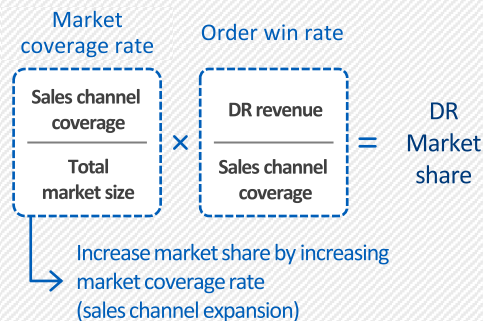 Market
coverage rate
Order win rate
Sales channel
coverage
Total
market size
×
DR revenue
Sales channel
coverage
=
DR
Market
share
Increase market share by increasing
market coverage rate
(sales channel expansion)